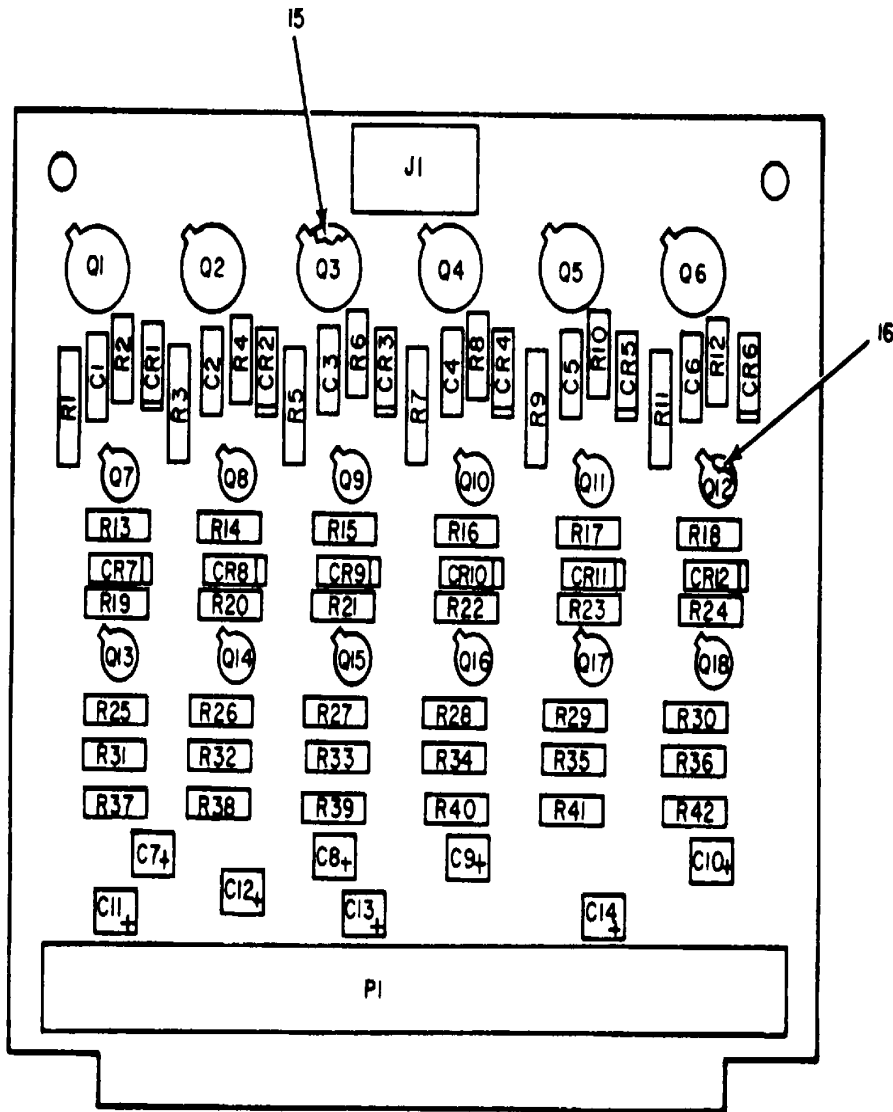 15
J1
Q1 Q2 Q3 Q4 Q5 Q6
16
R1 C1 R2 CR1 R3 C2 R4 CR2 R5 C3 R6 CR3 R7 C4 R8 CR4 R9 C5 R10 CR5 R11 C6 R12 CR6
Q7 Q8 Q9 Q10 Q11 Q12
R13 R14 R15 R16 R17 R18
CR7 CR8 CR9 CR10 CR11 CR12
R19 R20 R21 R22 R23 R24
Q13 Q14 Q15 Q16 Q17 Q18
R25 R26 R27 R28 R29 R30
R31 R32 R33 R34 R35 R36
R37 R38 R39 R40 R41 R42
C7+ C8+ C9+ C10+
C11+ C12+ C13+ C14+
P1